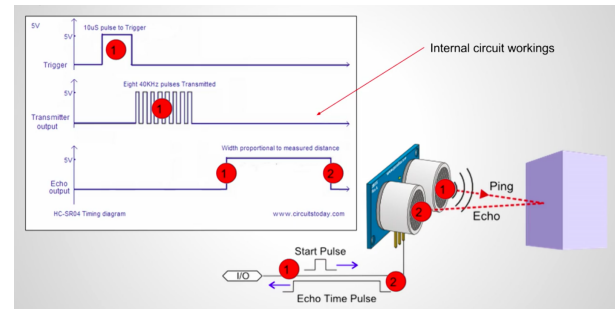 5V
10uS pulse to Trigger
5V
1
Trigger
Internal circuit workings
Eight 40KHz pulses Transmitted
5V
1
Transmitter
output
Width proportional to measured distance
5V
1
2
Echo
output
HC-SR04 Timing diagram
www.circuitstoday.com
1
Ping
2
Echo
Start Pulse
1
I/O
2
Echo Time Pulse